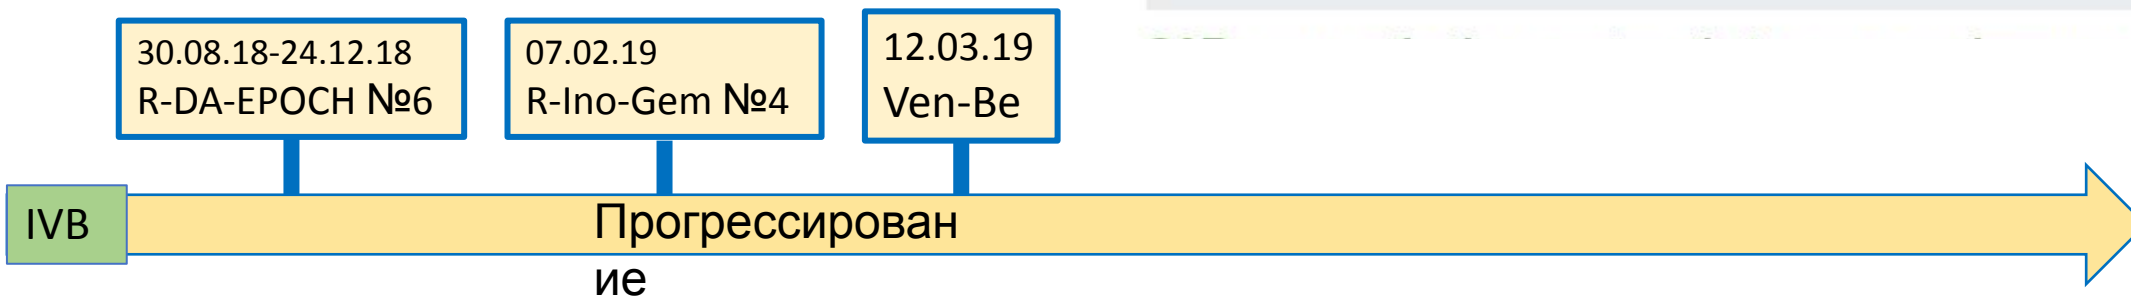 30.08.18-24.12.18
R-DA-EPOCH №6
07.02.19
R-Ino-Gem №4
12.03.19
Ven-Be
IVB
Прогрессирован
ие